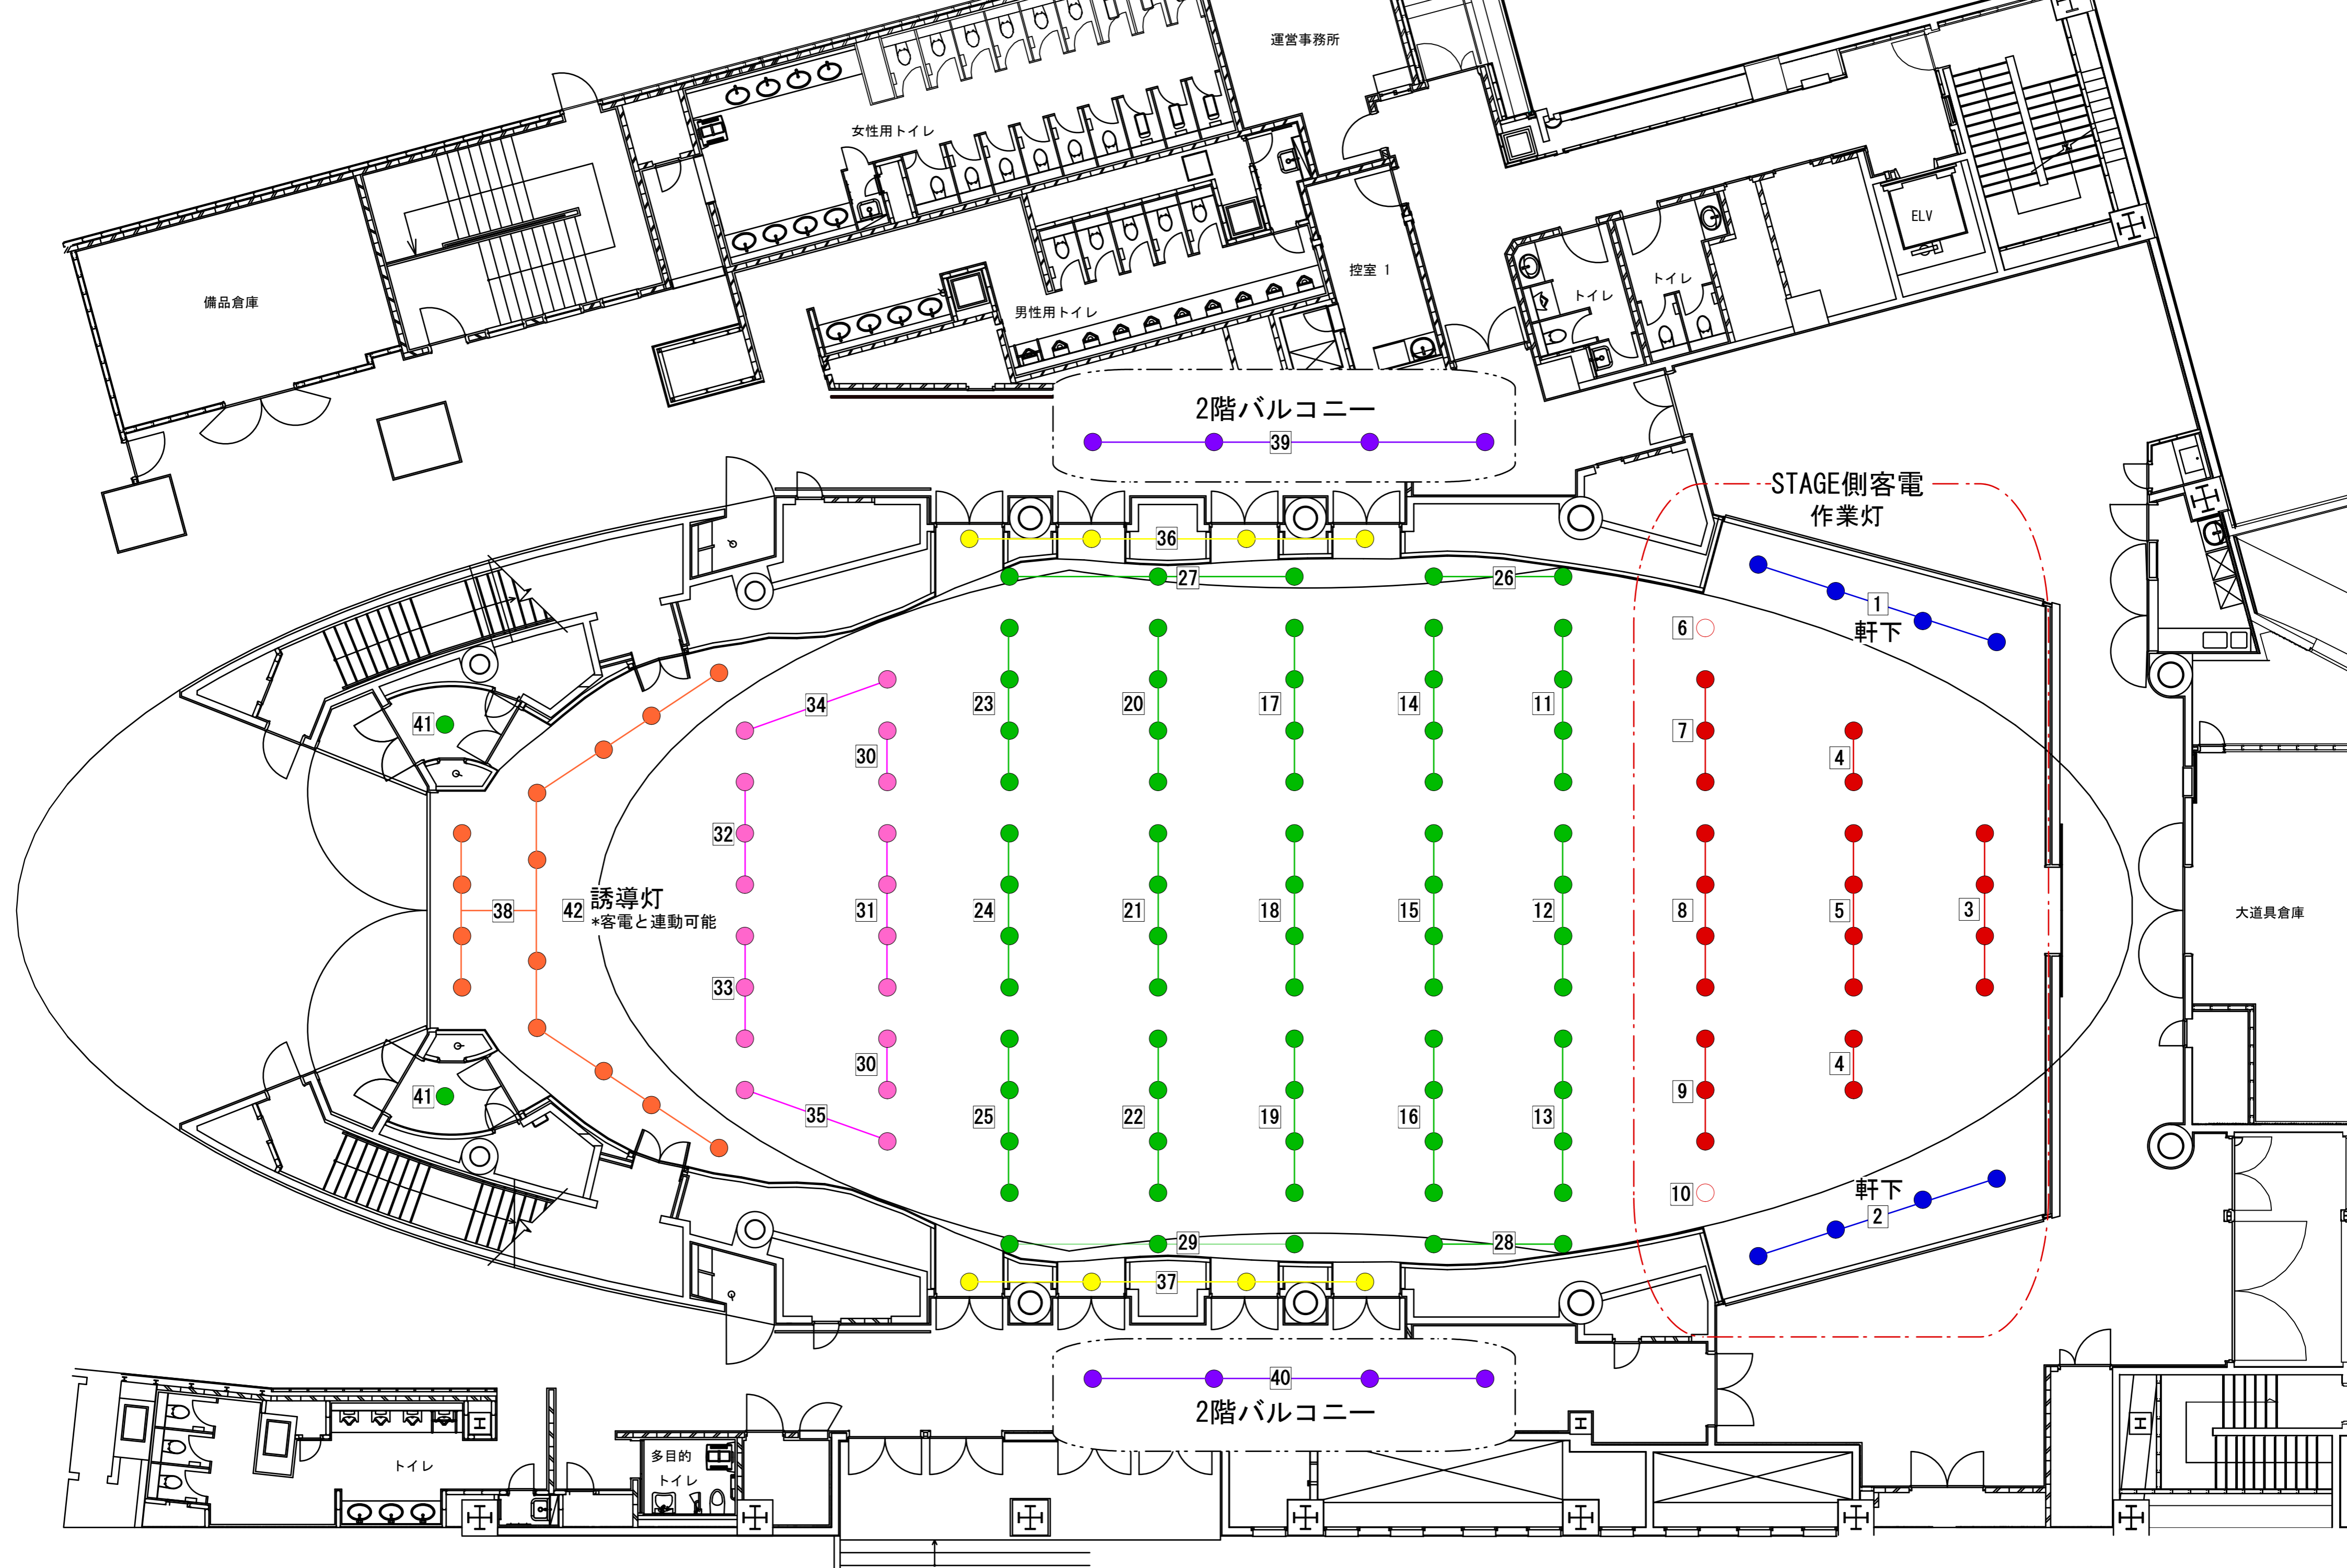 運営事務所
女性用トイレ
ELV
控室 1
トイレ
トイレ
備品倉庫
男性用トイレ
2階バルコニー
39
STAGE側客電
作業灯
36
27
26
1
軒下
6
34
23
20
17
14
11
7
41
30
4
32
38
42
誘導灯
*客電と連動可能
31
24
21
18
15
12
8
5
3
大道具倉庫
33
30
4
41
35
25
22
19
16
13
9
10
軒下
2
29
28
37
40
2階バルコニー
多目的
トイレ
トイレ